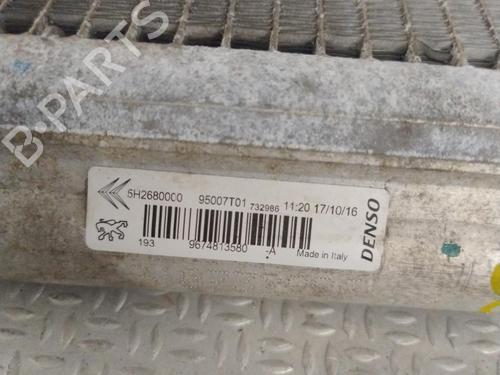 B-PARTS
5H2680000 95007T01 732986 11:20 17/10/16
DENSO
193 9674813580 -A Made in Italy